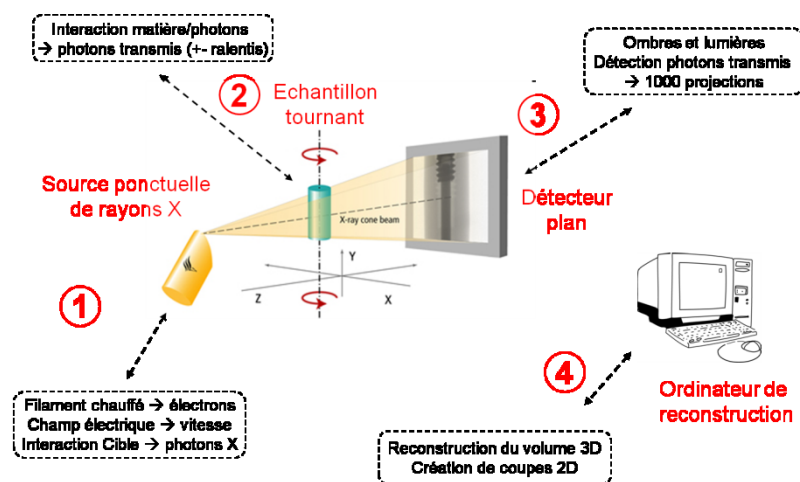 Interaction matière/photons
→ photons transmis (+- ralentis)
Ombres et lumières
Détection photons transmis
→ 1000 projections
2
Echantillon
tournant
3
Source ponctuelle
de rayons X
Détecteur
plan
X-ray cone beam
Y
Z
X
1
4
Ordinateur de
reconstruction
Filament chauffé → électrons
Champ électrique → vitesse
Interaction Cible → photons X
Reconstruction du volume 3D
Création de coupes 2D